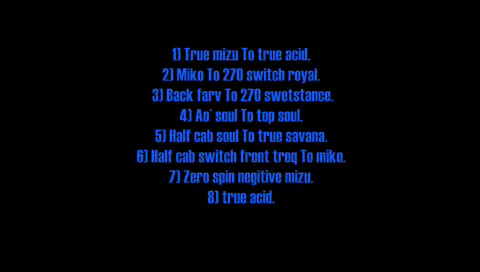 1) True mizu To true acid.
2) Miko To 270 switch royal.
3) Back farv To 270 swetstance.
4) Ao' soul To top soul.
5) Half cab soul To true savana.
6) Half cab switch front troq To miko.
7) Zero spin negitive mizu.
8) true acid.